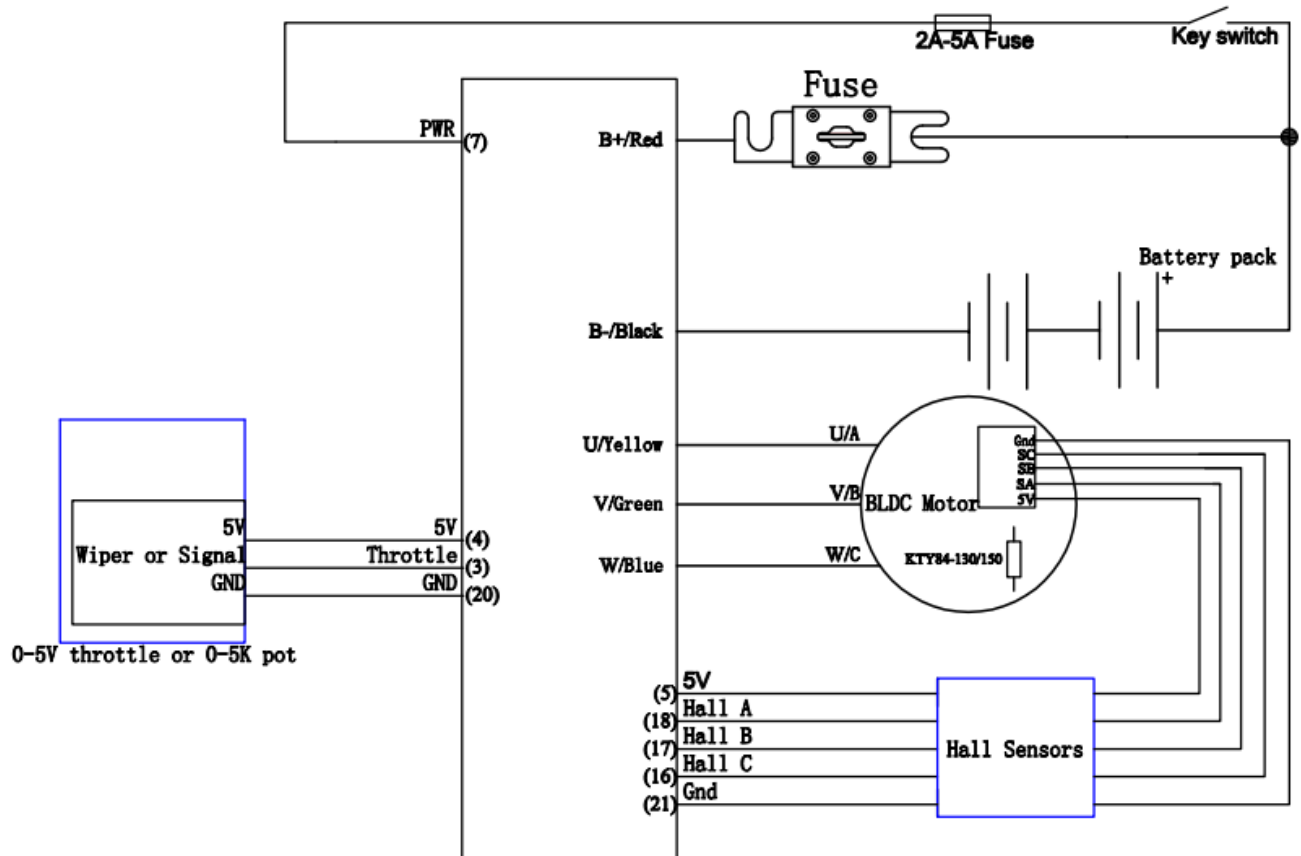 2A-5A Fuse
Key switch
Fuse
PWR
(7)
B+/Red
Battery pack
+
B-/Black
U/Yellow
U/A
Gnd
SC
SB
SA
5V
V/Green
V/B
BLDC Motor
W/Blue
W/C
KTY84-130/150
5V
5V
(4)
Wiper or Signal
Throttle
(3)
GND
GND
(20)
0-5V throttle or 0-5K pot
(5)
5V
(18)
Hall A
(17)
Hall B
(16)
Hall C
(21)
Gnd
Hall Sensors